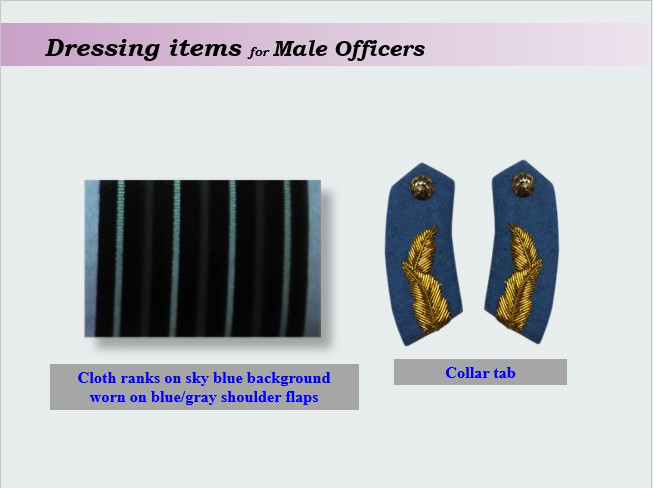 Dressing items for Male Officers
Cloth ranks on sky blue background
worn on blue/gray shoulder flaps
Collar tab